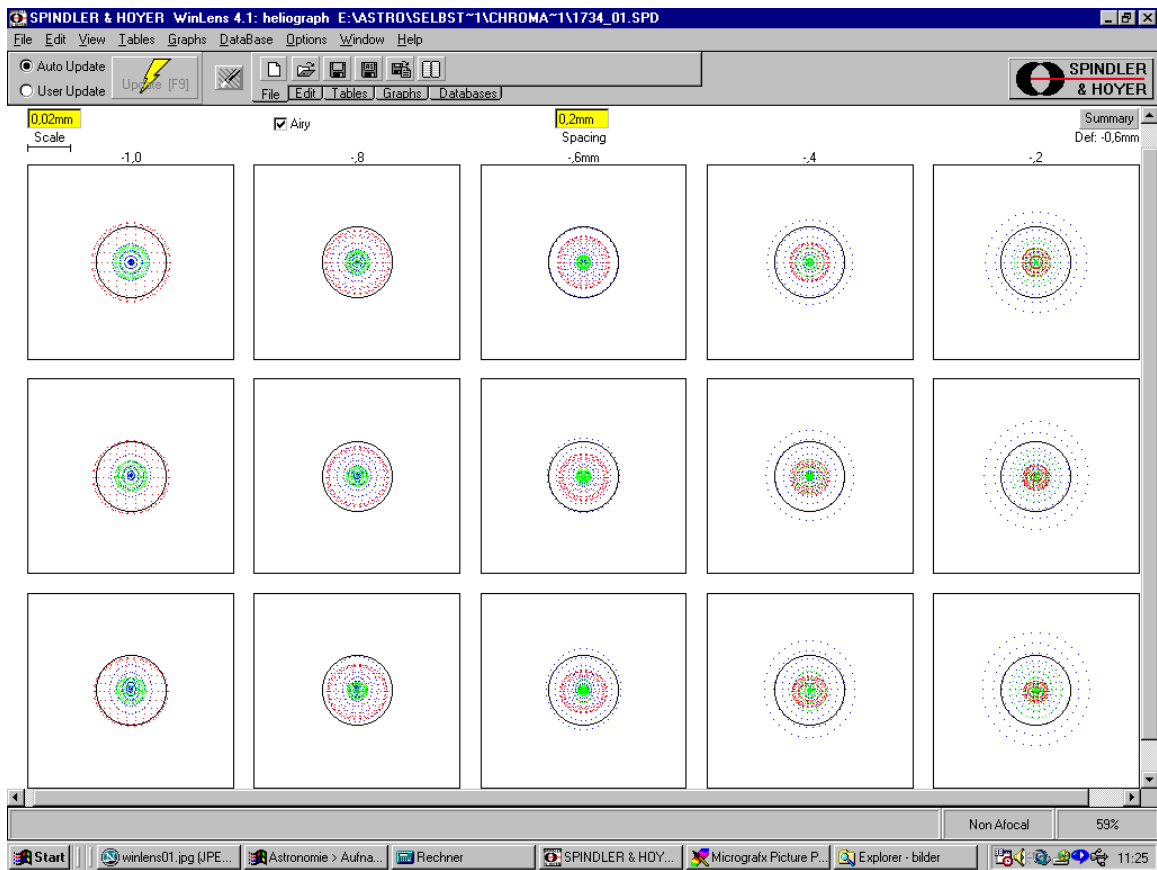 SPINDLER & HOYER WinLens 4.1: heliograph E:\ASTRO\SELBST~1\CHROMA~1\1734_01.SPD
File Edit View Tables Graphs DataBase Options Window Help
Auto Update
User Update
Update [F9]
File Edit Tables Graphs Databases
SPINDLER
& HOYER
0,02mm
Scale
Airy
0,2mm
Spacing
Summary
Def: -0,6mm
-1,0 -,8 -,6mm -,4 -,2
Non Afocal 59%
Start winlens01.jpg (JPE... Astronomie > Aufna... Rechner SPINDLER & HOY... Micrografx Picture P... Explorer - bilder 11:25